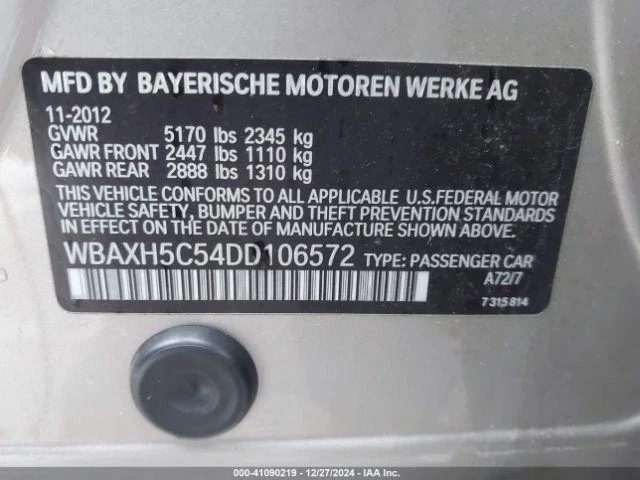 MFD BY BAYERISCHE MOTOREN WERKE AG
11-2012
GVWR 5170 lbs 2345 kg
GAWR FRONT 2447 lbs 1110 kg
GAWR REAR 2888 lbs 1310 kg
THIS VEHICLE CONFORMS TO ALL APPLICABLE U.S.FEDERAL MOTOR
VEHICLE SAFETY, BUMPER AND THEFT PREVENTION STANDARDS
IN EFFECT ON THE DATE OF MANUFACTURE SHOWN ABOVE.
WBAXH5C54DD106572 TYPE: PASSENGER CAR
A72/7
7 315 814
000-41090219 - 12/27/2024 - IAAI.COM